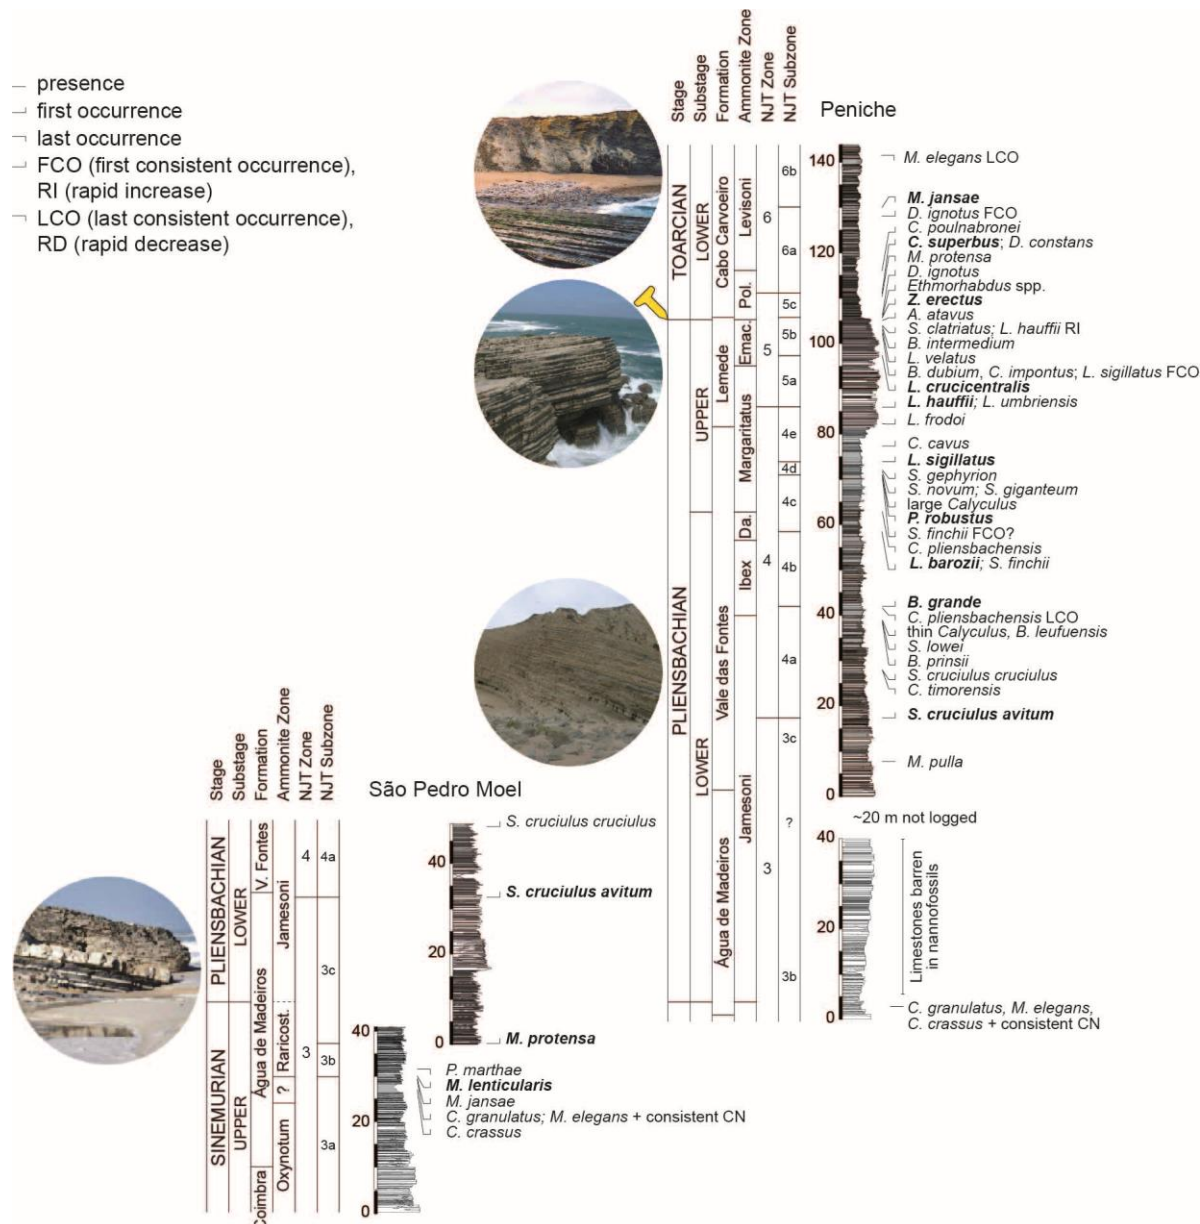 presence
first occurrence
last occurrence
FCO (first consistent occurrence),
RI (rapid increase)
LCO (last consistent occurrence),
RD (rapid decrease)
Stage
Substage
Formation
Ammonite Zone
NJT Zone
NJT Subzone
Peniche
TOARCIAN
LOWER
Cabo Carvoeiro
Levisoni
Pol.
6
6b
6a
5c
PLIENSBACHIAN
UPPER
LOWER
Lemede
Vale das Fontes
Água de Madeiros
Emac.
Margaritatus
Da.
Ibex
Jamesoni
5
4
3
5b
5a
4e
4d
4c
4b
4a
3c
?
3b
140
120
100
80
60
40
20
0
M. elegans LCO
M. jansae
D. ignotus FCO
C. poulnabronei
C. superbus; D. constans
M. protensa
D. ignotus
Ethmorhabdus spp.
Z. erectus
A. atavus
S. clatriatus; L. hauffii RI
B. intermedium
L. velatus
B. dubium, C. impontus; L. sigillatus FCO
L. crucicentralis
L. hauffii; L. umbriensis
L. frodoi
C. cavus
L. sigillatus
S. gephyrion
S. novum; S. giganteum
large Calyculus
P. robustus
S. finchii FCO?
C. pliensbachensis
L. barozii; S. finchii
B. grande
C. pliensbachensis LCO
thin Calyculus, B. leufuensis
S. lowei
B. prinsii
S. cruciulus cruciulus
C. timorensis
S. cruciulus avitum
M. pulla
~20 m not logged
40
20
0
Limestones barren
in nannofossils
C. granulatus, M. elegans,
C. crassus + consistent CN
Stage
Substage
Formation
Ammonite Zone
NJT Zone
NJT Subzone
São Pedro Moel
PLIENSBACHIAN
SINEMURIAN
LOWER
UPPER
V. Fontes
Água de Madeiros
Coimbra
Jamesoni
Raricost.
?
Oxynotum
4
3
4a
3c
3b
3a
40
20
0
S. cruciulus cruciulus
S. cruciulus avitum
M. protensa
40
20
0
P. marthae
M. lenticularis
M. jansae
C. granulatus; M. elegans + consistent CN
C. crassus